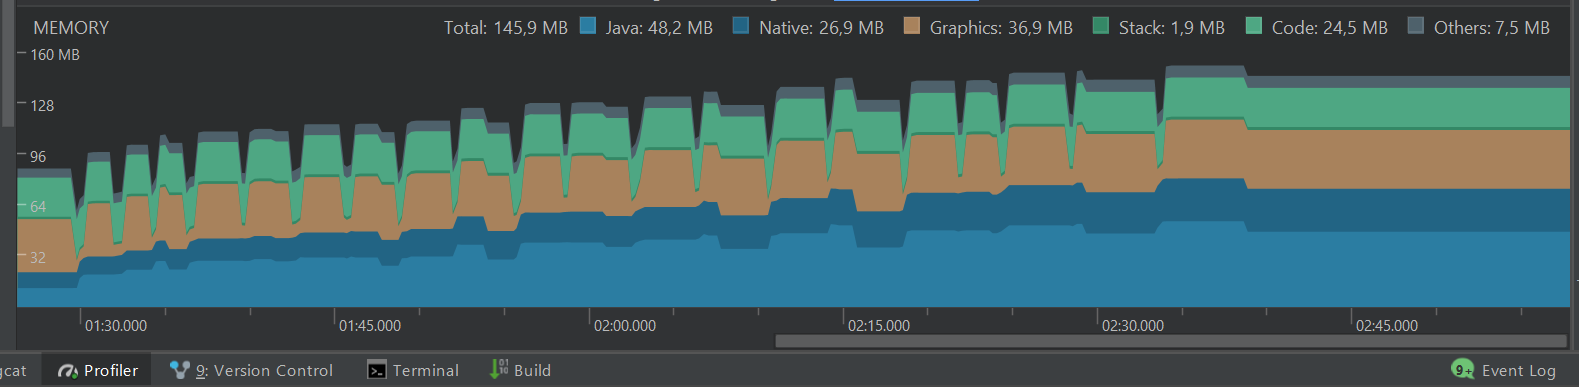 MEMORY Total: 145,9 MB Java: 48,2 MB Native: 26,9 MB Graphics: 36,9 MB Stack: 1,9 MB Code: 24,5 MB Others: 7,5 MB
160 MB
128
96
64
32
01:30.000 01:45.000 02:00.000 02:15.000 02:30.000 02:45.000
gcat Profiler 9: Version Control Terminal Build 9+ Event Log